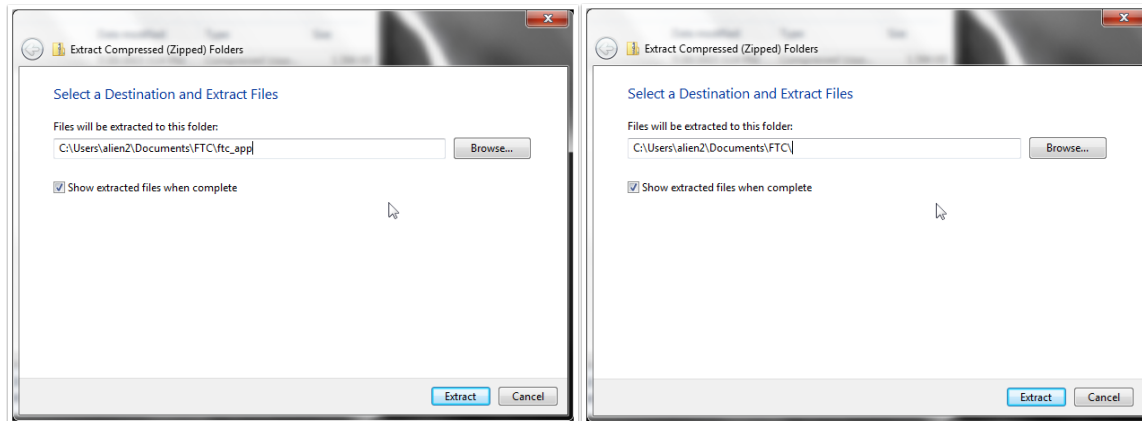 Extract Compressed (Zipped) Folders
Select a Destination and Extract Files
Files will be extracted to this folder:
C:\Users\alien2\Documents\FTC\ftc_app
Browse...
Show extracted files when complete
Extract
Cancel
Extract Compressed (Zipped) Folders
Select a Destination and Extract Files
Files will be extracted to this folder:
C:\Users\alien2\Documents\FTC\
Browse...
Show extracted files when complete
Extract
Cancel